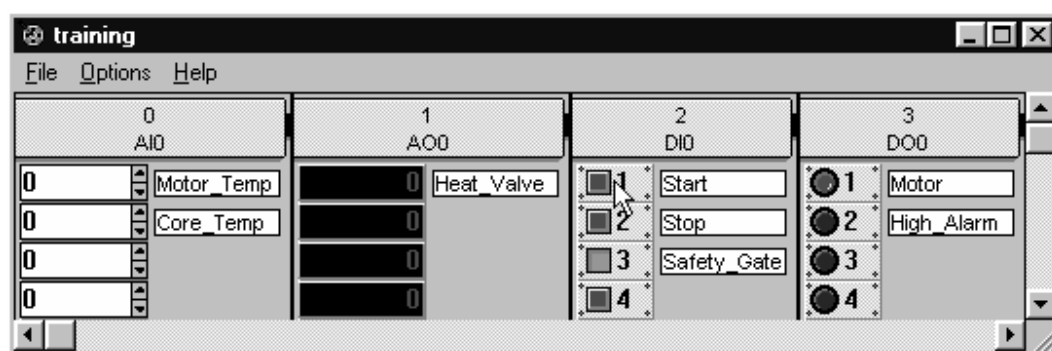 training
File Options Help
0 1 2 3
AI0 AO0 DI0 DO0
0 Motor_Temp 0 Heat_Valve 1 Start 1 Motor
0 Core_Temp 0 2 Stop 2 High_Alarm
0 0 3 Safety_Gate 3
0 0 4 4